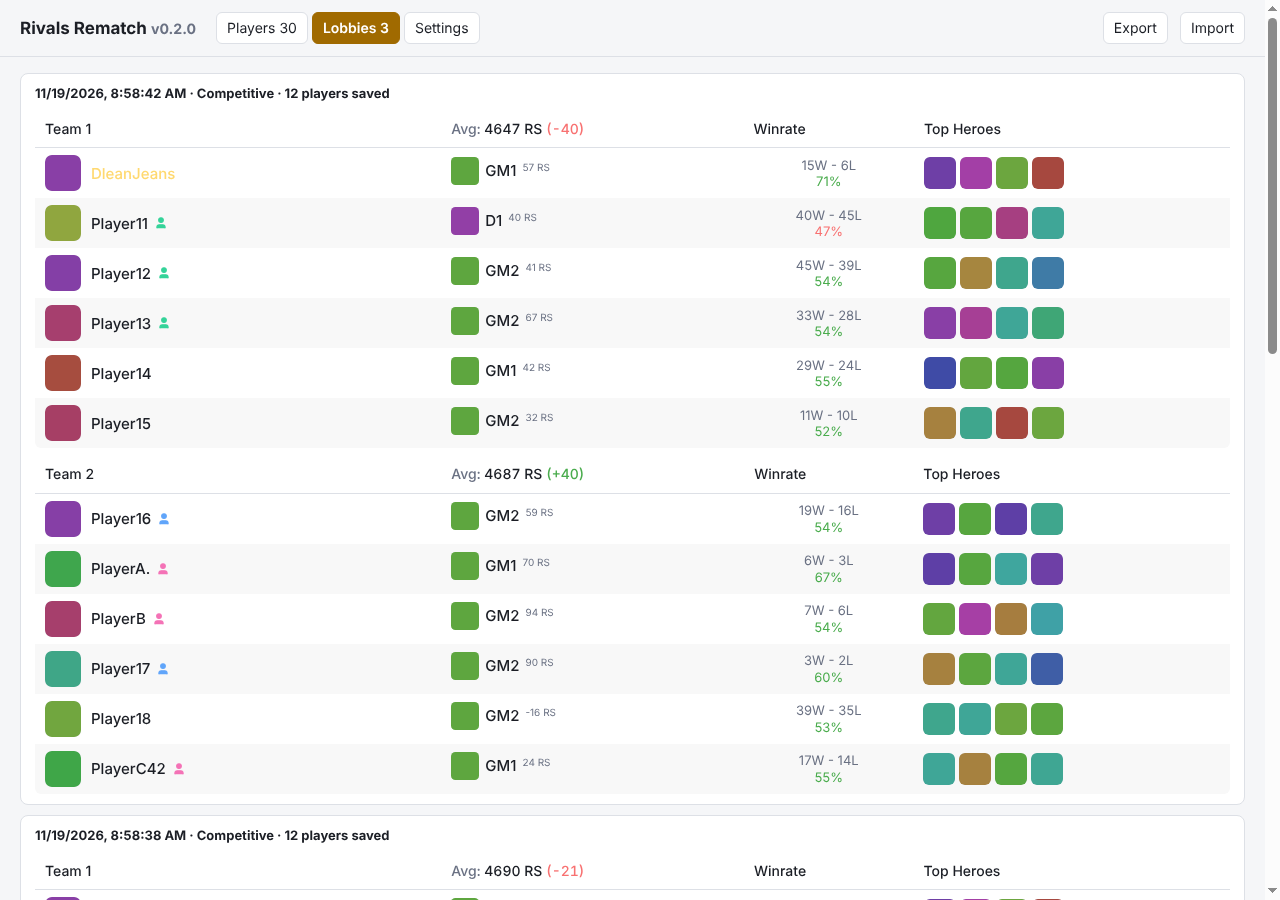 Rivals Rematch v0.2.0 Players 30 Lobbies 3 Settings Export Import
11/19/2026, 8:58:42 AM · Competitive · 12 players saved
Team 1 Avg: 4647 RS (-40) Winrate Top Heroes
DleanJeans GM1 57 RS 15W - 6L
71%
Player11 D1 40 RS 40W - 45L
47%
Player12 GM2 41 RS 45W - 39L
54%
Player13 GM2 67 RS 33W - 28L
54%
Player14 GM1 42 RS 29W - 24L
55%
Player15 GM2 32 RS 11W - 10L
52%
Team 2 Avg: 4687 RS (+40) Winrate Top Heroes
Player16 GM2 59 RS 19W - 16L
54%
PlayerA. GM1 70 RS 6W - 3L
67%
PlayerB GM2 94 RS 7W - 6L
54%
Player17 GM2 90 RS 3W - 2L
60%
Player18 GM2 -16 RS 39W - 35L
53%
PlayerC42 GM1 24 RS 17W - 14L
55%
11/19/2026, 8:58:38 AM · Competitive · 12 players saved
Team 1 Avg: 4690 RS (-21) Winrate Top Heroes